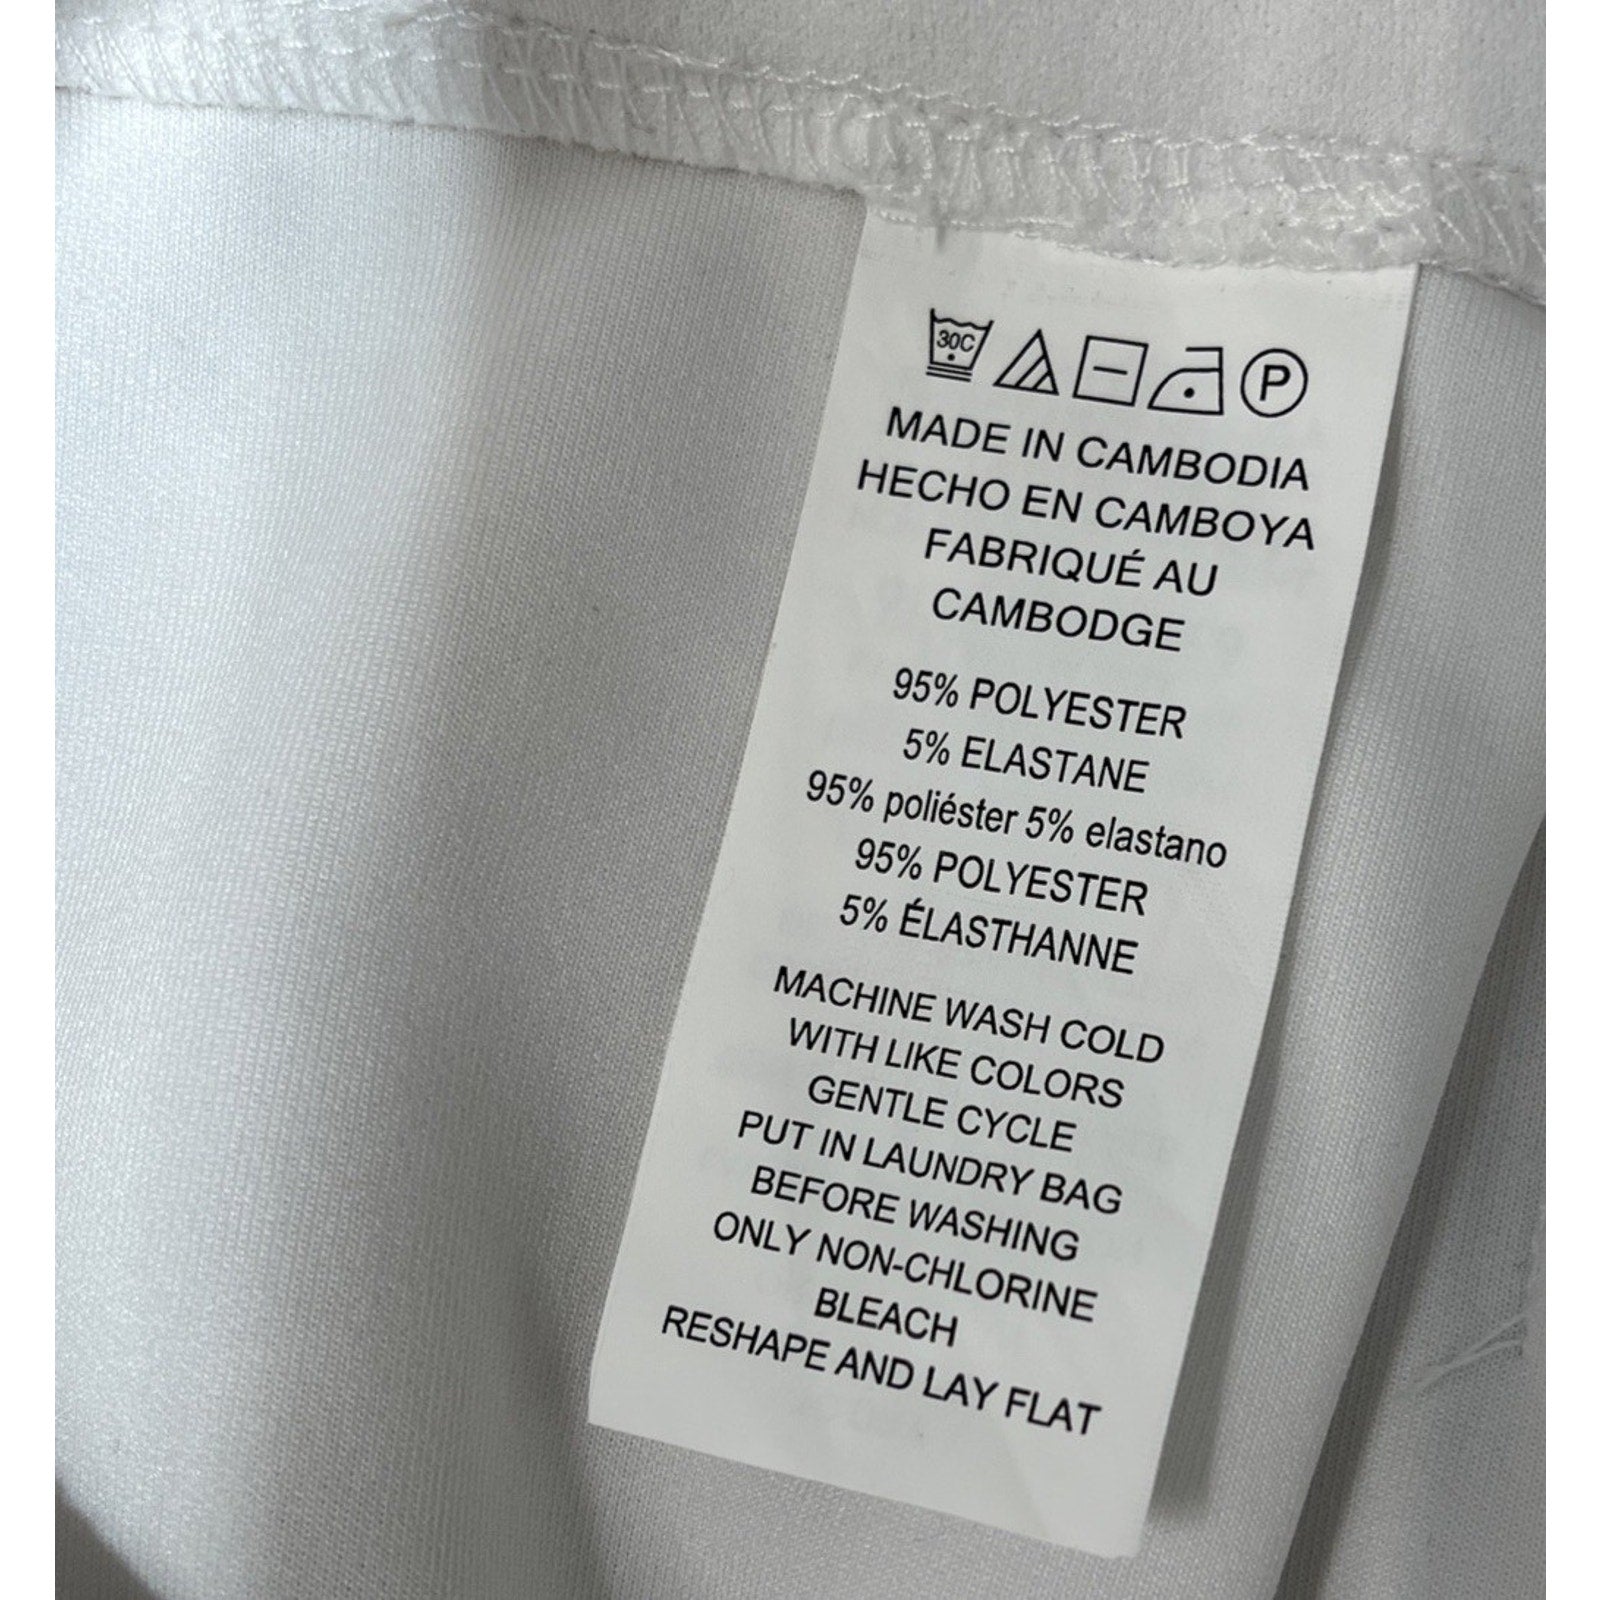 30C P
MADE IN CAMBODIA
HECHO EN CAMBOYA
FABRIQUÉ AU
CAMBODGE
95% POLYESTER
5% ELASTANE
95% poliéster 5% elastano
95% POLYESTER
5% ÉLASTHANNE
MACHINE WASH COLD
WITH LIKE COLORS
GENTLE CYCLE
PUT IN LAUNDRY BAG
BEFORE WASHING
ONLY NON-CHLORINE
BLEACH
RESHAPE AND LAY FLAT